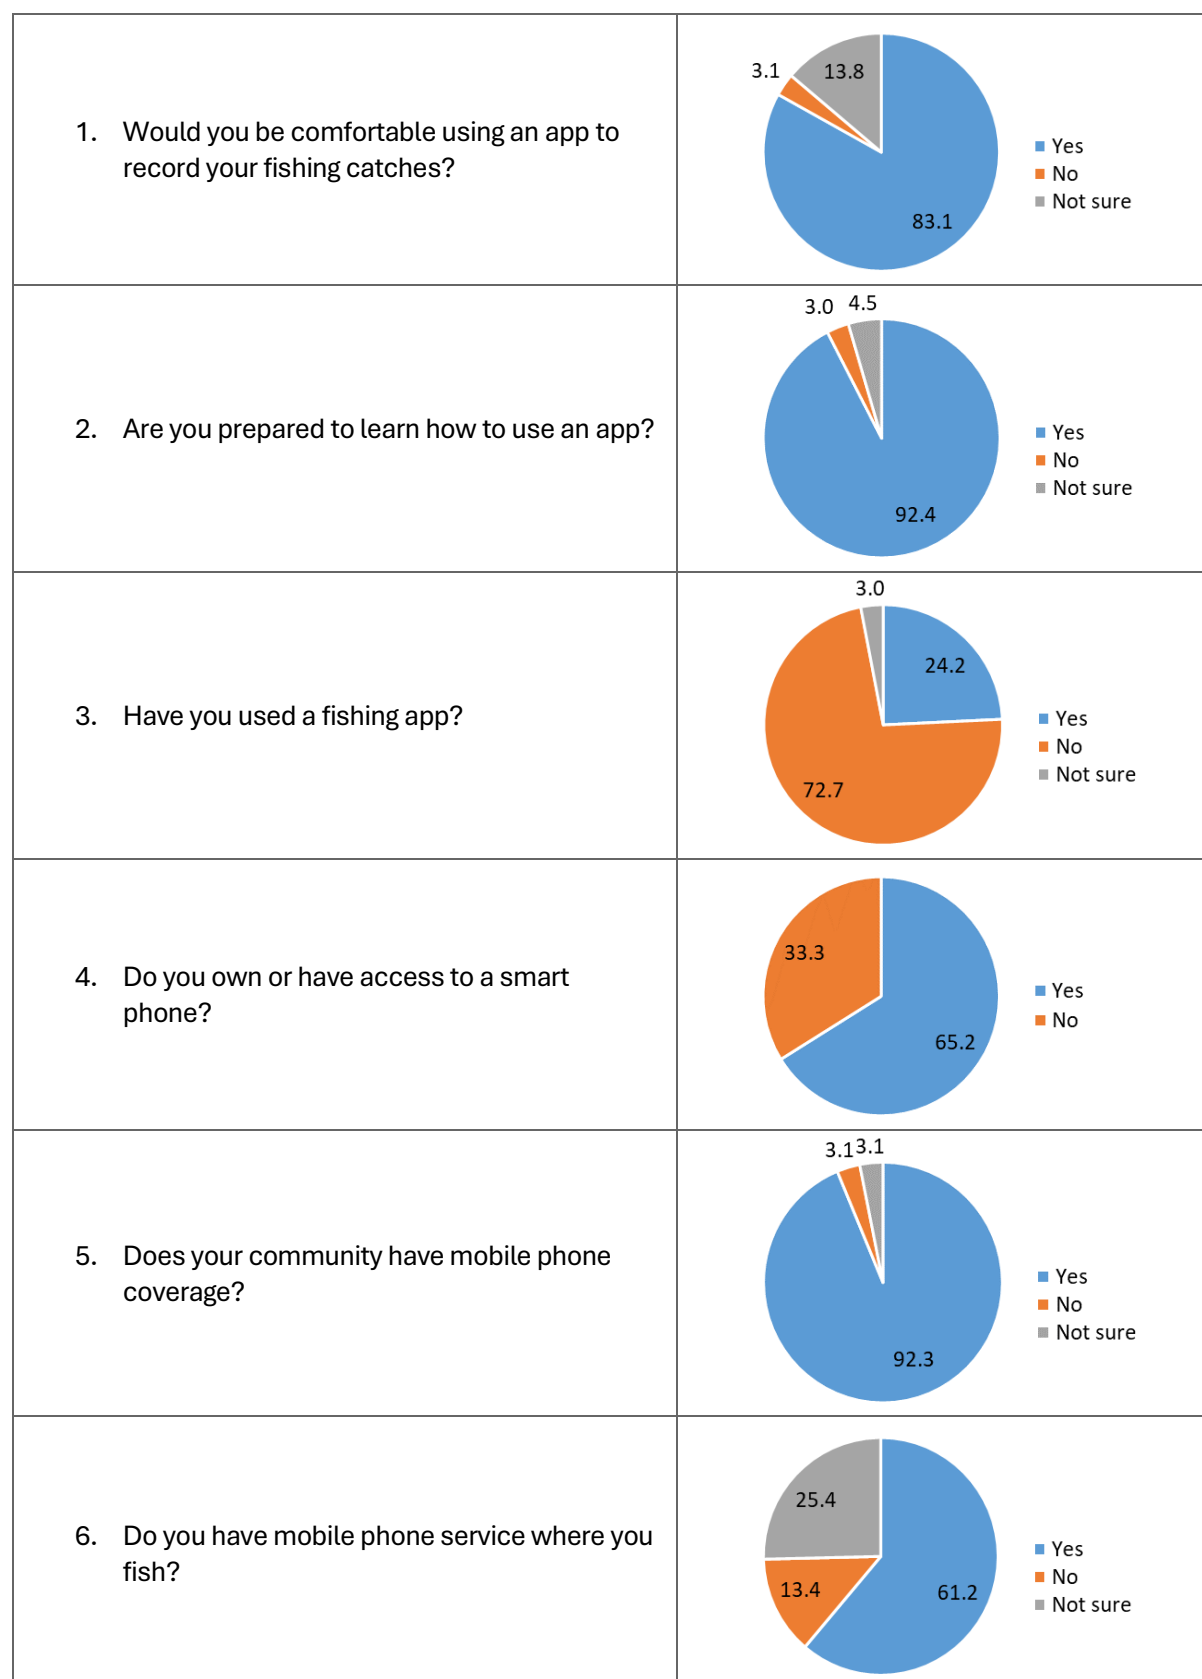 1. Would you be comfortable using an app to
record your fishing catches?
3.1
13.8
83.1
Yes
No
Not sure
2. Are you prepared to learn how to use an app?
3.0
4.5
92.4
Yes
No
Not sure
3. Have you used a fishing app?
3.0
24.2
72.7
Yes
No
Not sure
4. Do you own or have access to a smart
phone?
33.3
65.2
Yes
No
5. Does your community have mobile phone
coverage?
3.1
3.1
92.3
Yes
No
Not sure
6. Do you have mobile phone service where you
fish?
25.4
13.4
61.2
Yes
No
Not sure